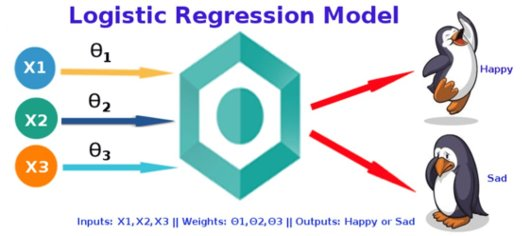 Logistic Regression Model
X1
θ1
X2
θ2
X3
θ3
Happy
Sad
Inputs: X1,X2,X3 || Weights: Θ1,Θ2,Θ3 || Outputs: Happy or Sad